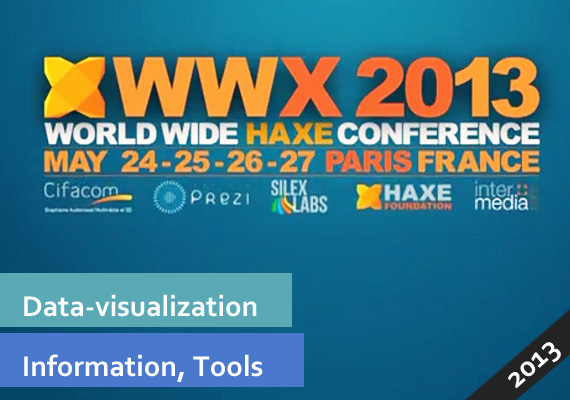 WWX 2013
WORLD WIDE HAXE CONFERENCE
MAY 24-25-26-27 PARIS FRANCE
Cifacom PREZI SILEX LABS HAXE FOUNDATION inter media
Data-visualization
Information, Tools
2013